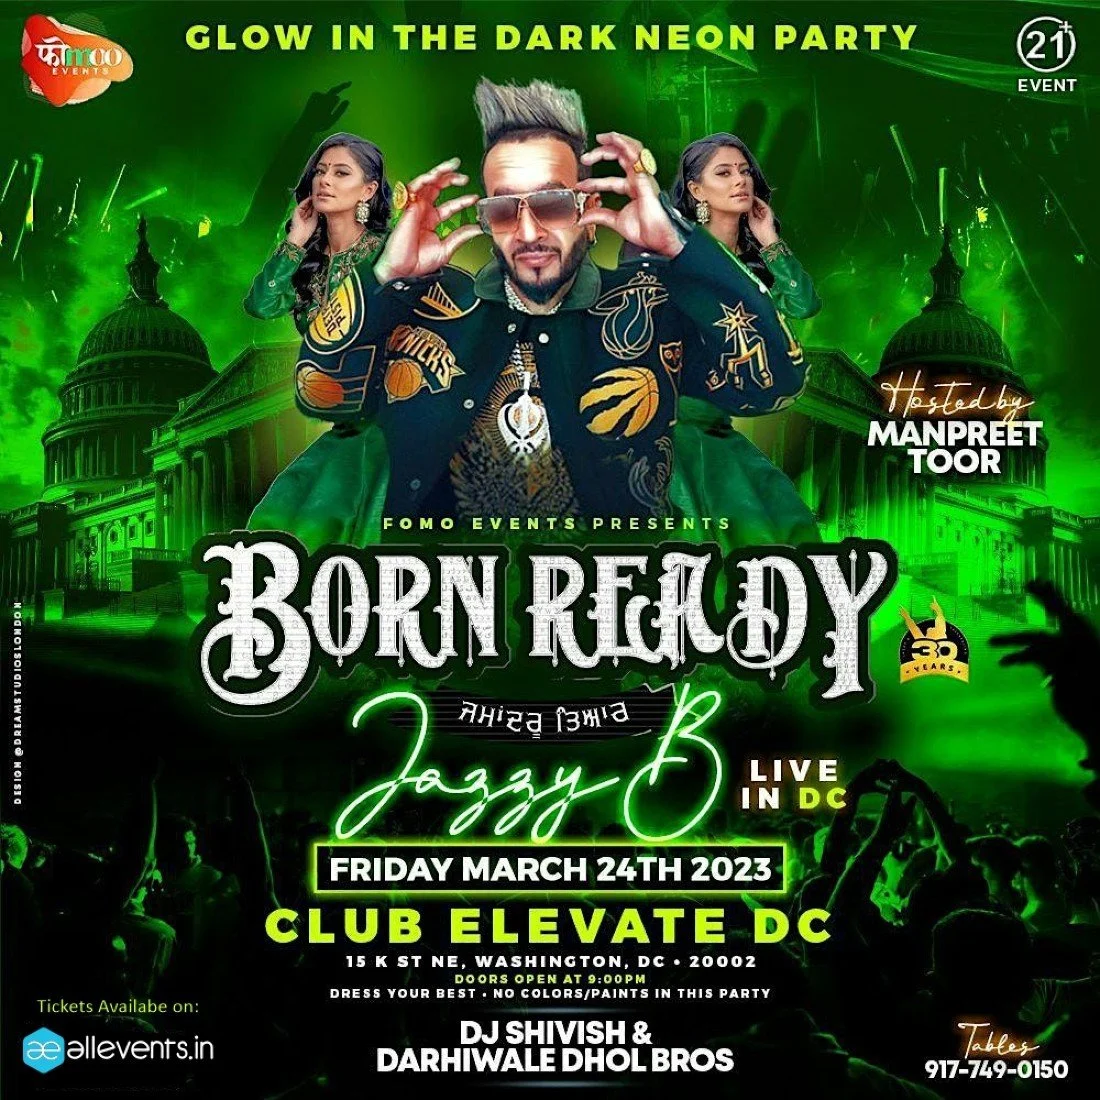 फोmoo
EVENTS
GLOW IN THE DARK NEON PARTY
21+
EVENT
KNICKS
Hosted by
MANPREET
TOOR
FOMO EVENTS PRESENTS
BORN READY
30
YEARS
ਜਮਾਂਦਰੂ ਤਿਆਰ
Jazzy B
LIVE
IN DC
FRIDAY MARCH 24TH 2023
CLUB ELEVATE DC
15 K ST NE, WASHINGTON, DC • 20002
DOORS OPEN AT 9:00PM
DRESS YOUR BEST • NO COLORS/PAINTS IN THIS PARTY
DJ SHIVISH &
DARHIWALE DHOL BROS
Tickets Availabe on:
ae allevents.in
Tables
917-749-0150
DESIGN @DREAMSTUDIOSLONDON